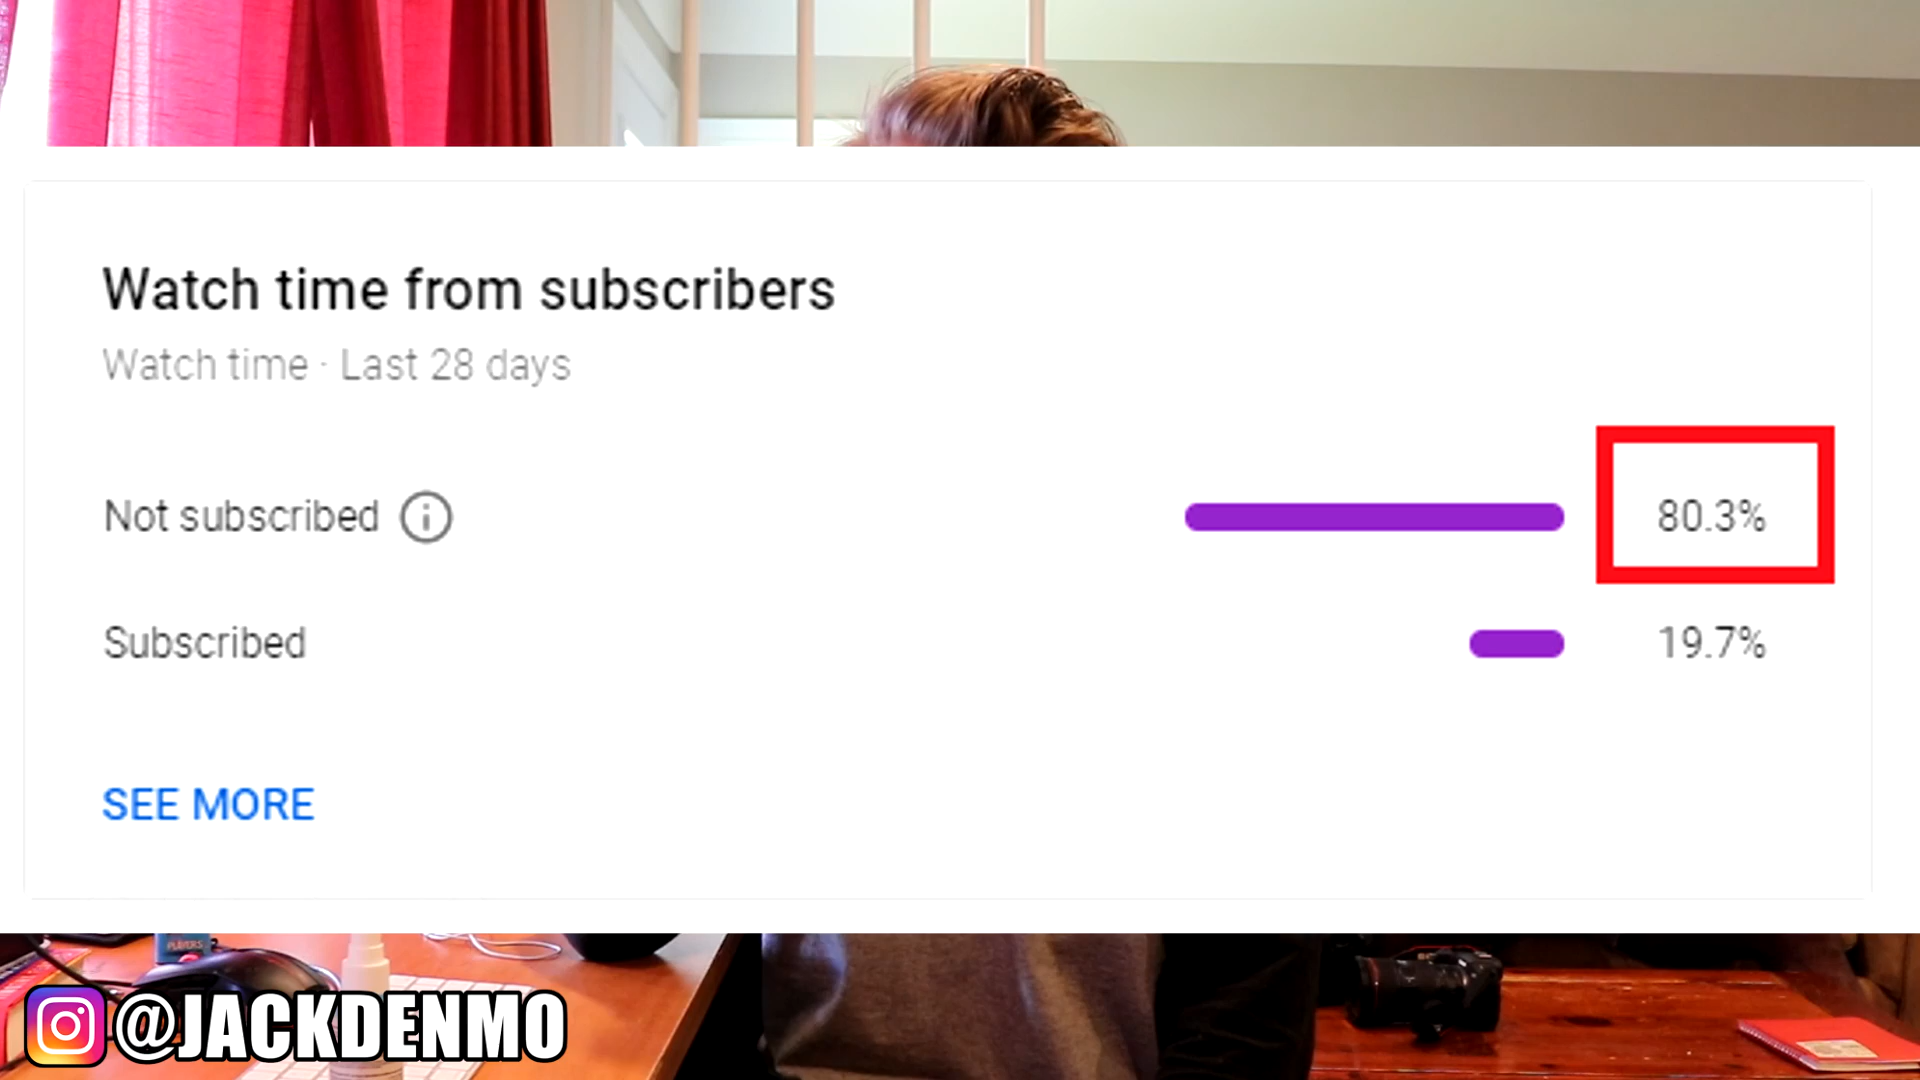 Watch time from subscribers
Watch time · Last 28 days
Not subscribed
80.3%
Subscribed
19.7%
SEE MORE
PLAYERS
@JACKDENMO